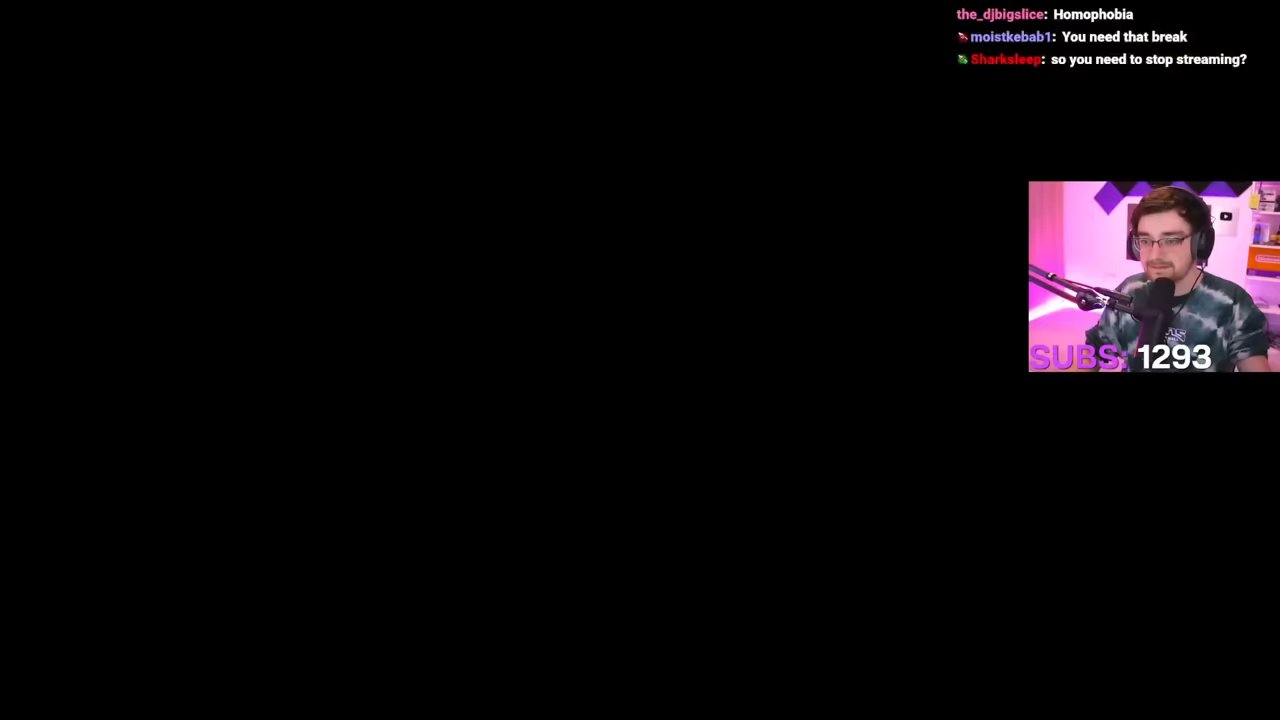 the_djbigslice: Homophobia
moistkebab1: You need that break
Sharksleep: so you need to stop streaming?
SUBS: 1293